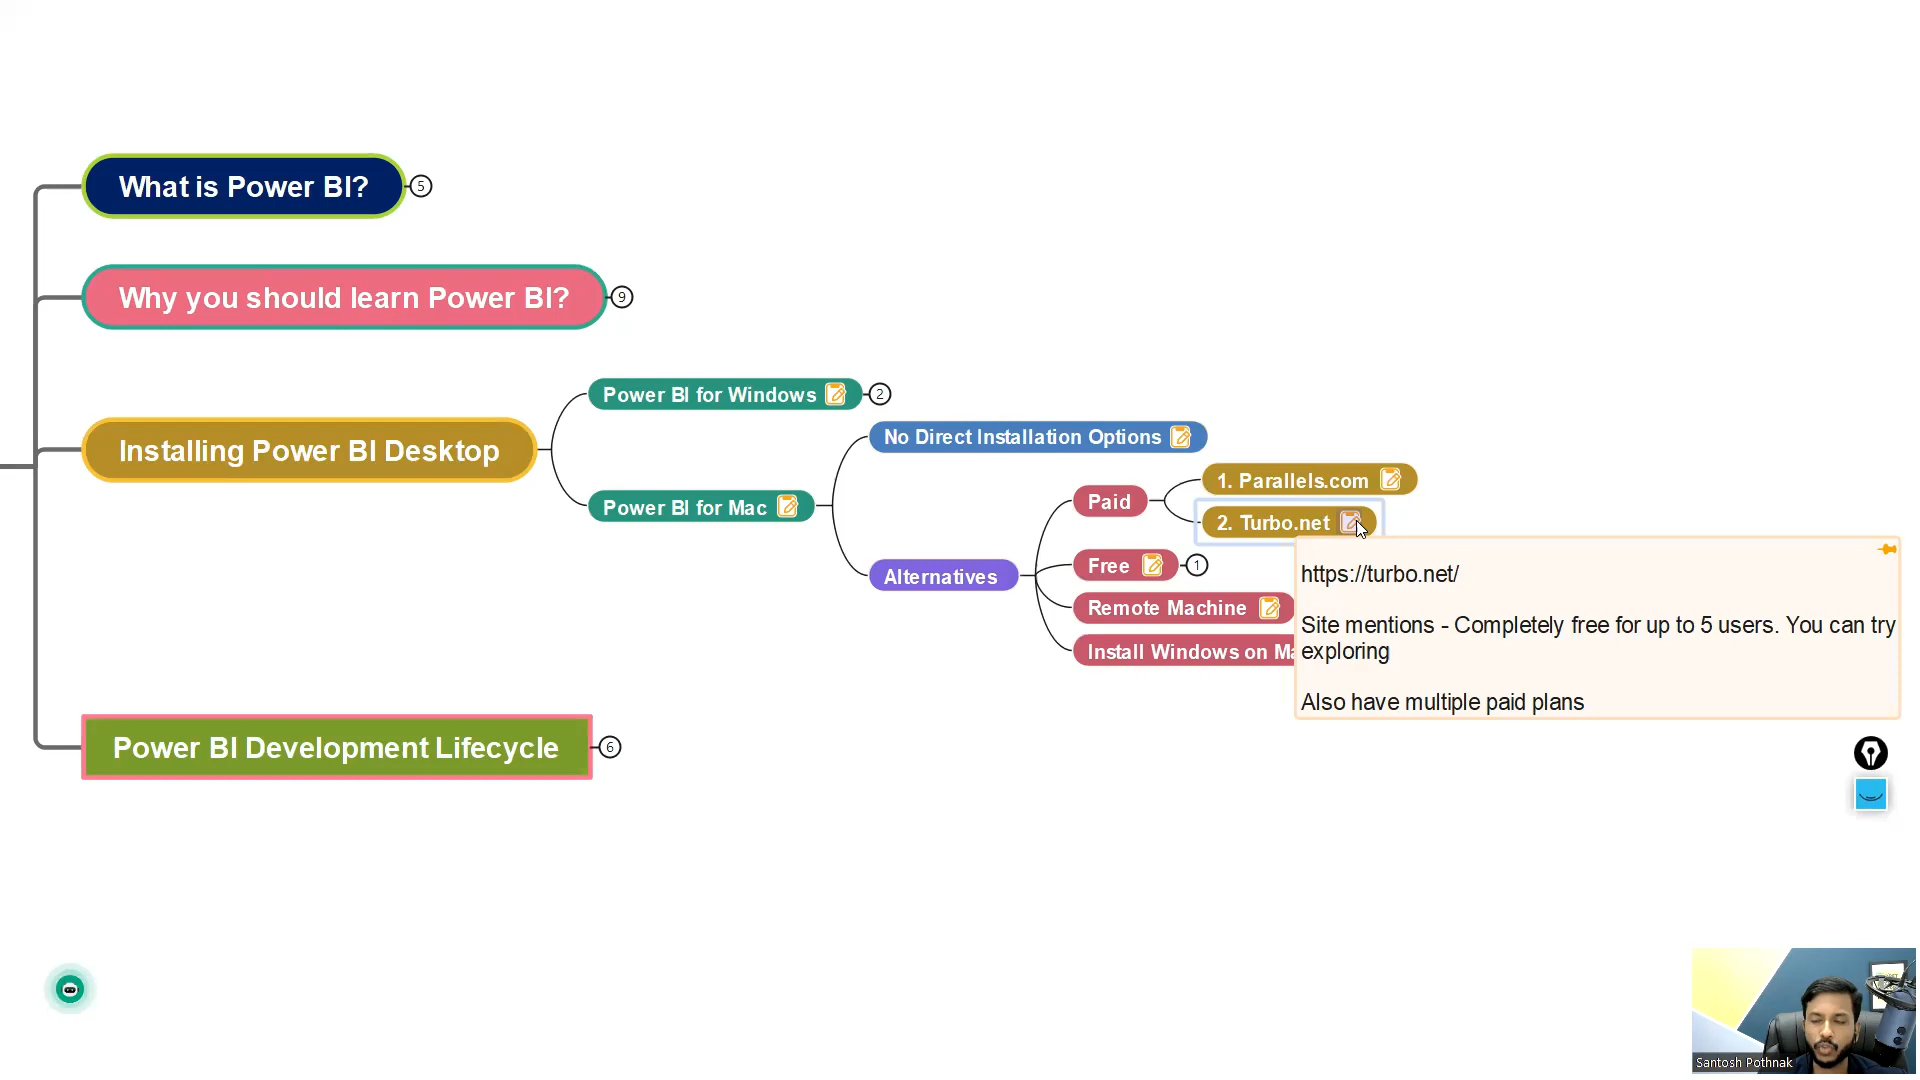 What is Power BI?
5
Why you should learn Power BI?
9
Installing Power BI Desktop
Power BI for Windows
2
Power BI for Mac
No Direct Installation Options
Alternatives
Paid
1. Parallels.com
2. Turbo.net
Free
1
Remote Machine
Install Windows on Ma
https://turbo.net/
Site mentions - Completely free for up to 5 users. You can try
exploring
Also have multiple paid plans
Power BI Development Lifecycle
6
Santosh Pothnak